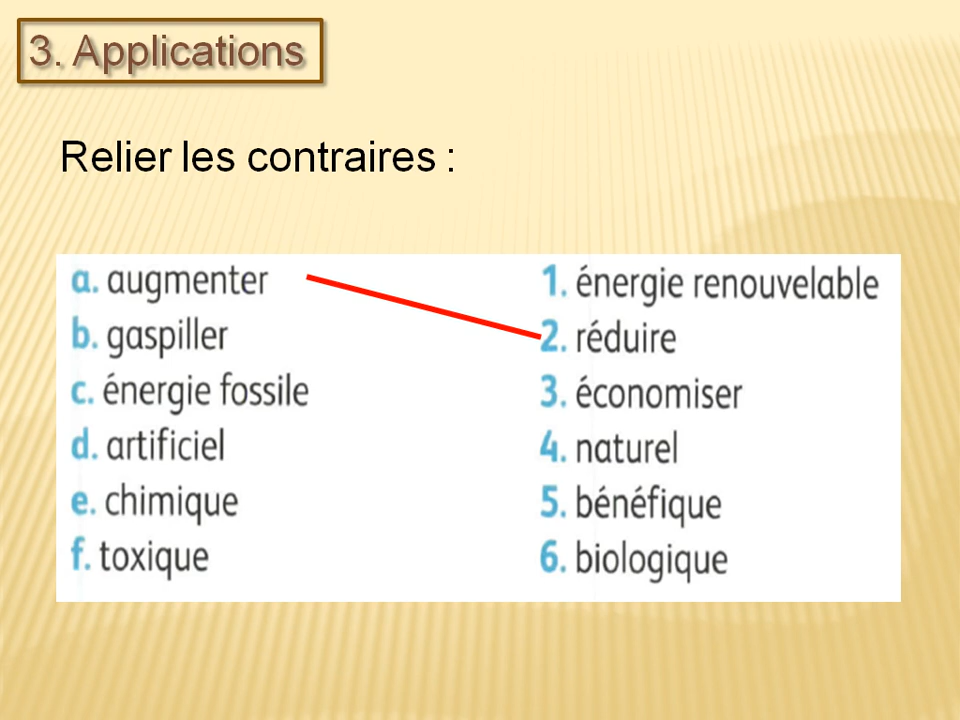 3. Applications
Relier les contraires :
a. augmenter
b. gaspiller
c. énergie fossile
d. artificiel
e. chimique
f. toxique
1. énergie renouvelable
2. réduire
3. économiser
4. naturel
5. bénéfique
6. biologique